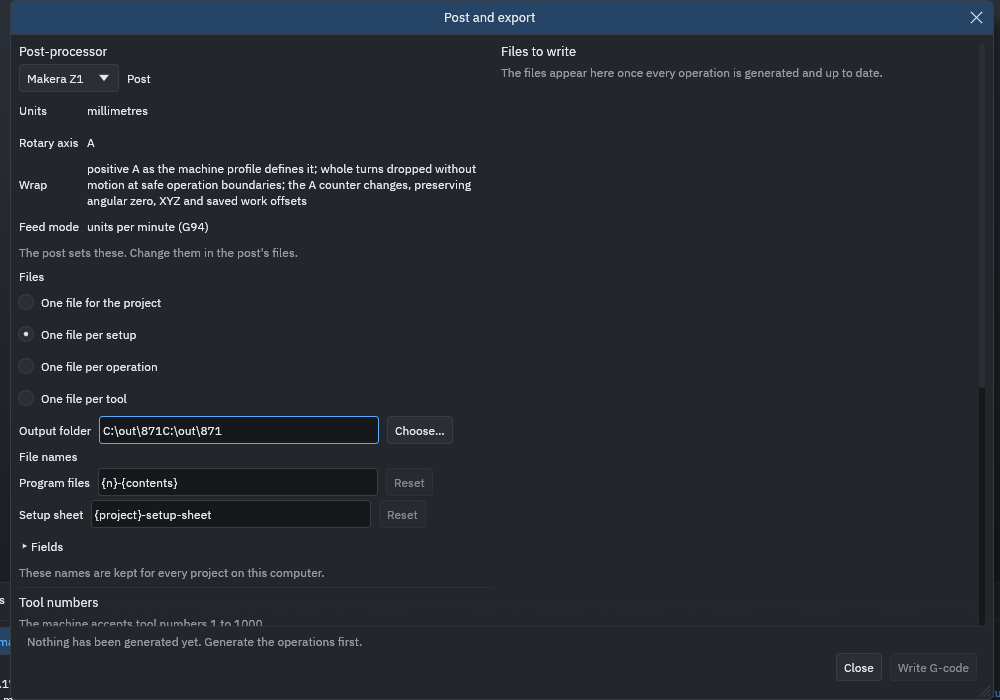 Post and export
Post-processor
Makera Z1 Post
Units millimetres
Rotary axis A
Wrap positive A as the machine profile defines it; whole turns dropped without
motion at safe operation boundaries; the A counter changes, preserving
angular zero, XYZ and saved work offsets
Feed mode units per minute (G94)
The post sets these. Change them in the post's files.
Files
One file for the project
One file per setup
One file per operation
One file per tool
Output folder C:\out\871C:\out\871 Choose...
File names
Program files {n}-{contents} Reset
Setup sheet {project}-setup-sheet Reset
Fields
These names are kept for every project on this computer.
Tool numbers
The machine accepts tool numbers 1 to 1000
Files to write
The files appear here once every operation is generated and up to date.
Nothing has been generated yet. Generate the operations first.
Close Write G-code